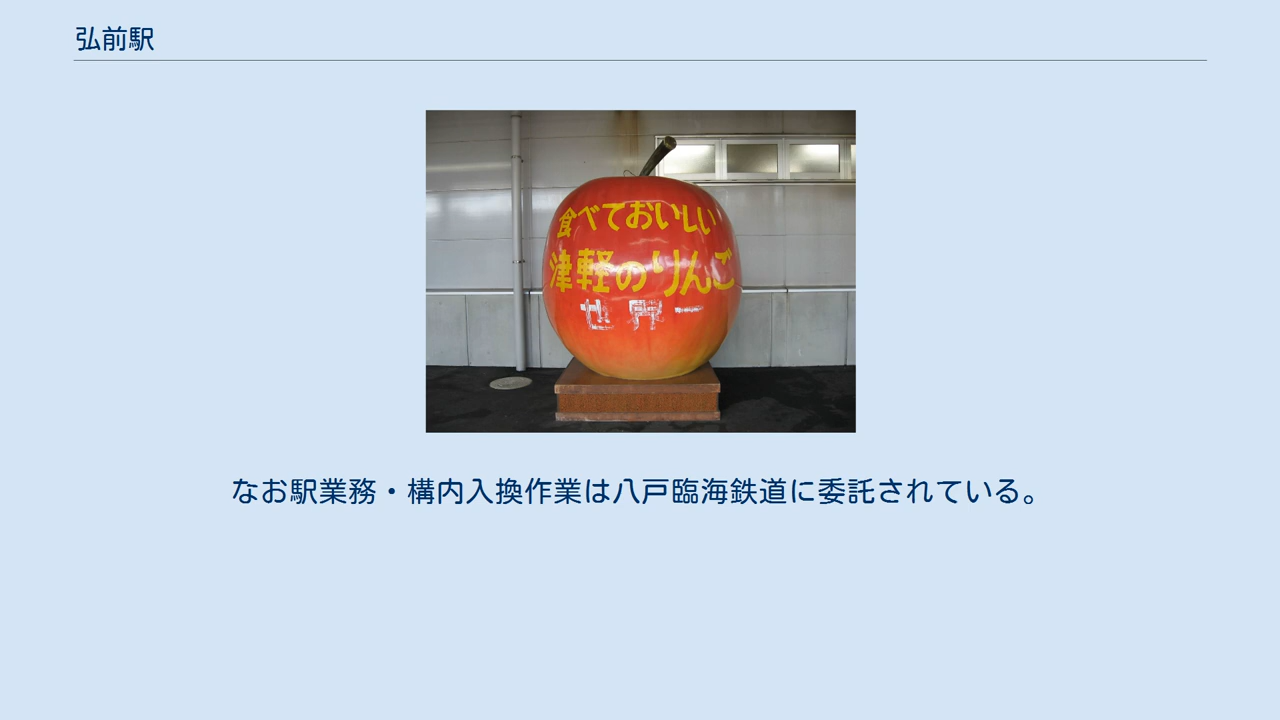 弘前駅
食べておいしい
津軽のりんご
世界一
なお駅業務・構内入換作業は八戸臨海鉄道に委託されている。